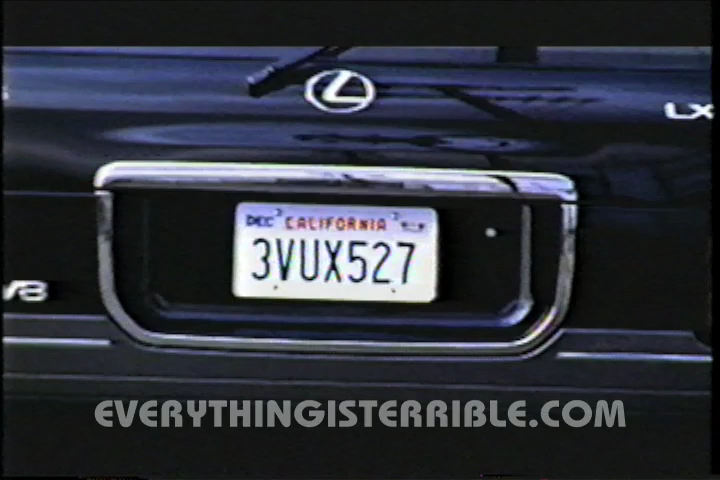 LX
DEC CALIFORNIA
3VUX527
V8
EVERYTHINGISTERRIBLE.COM